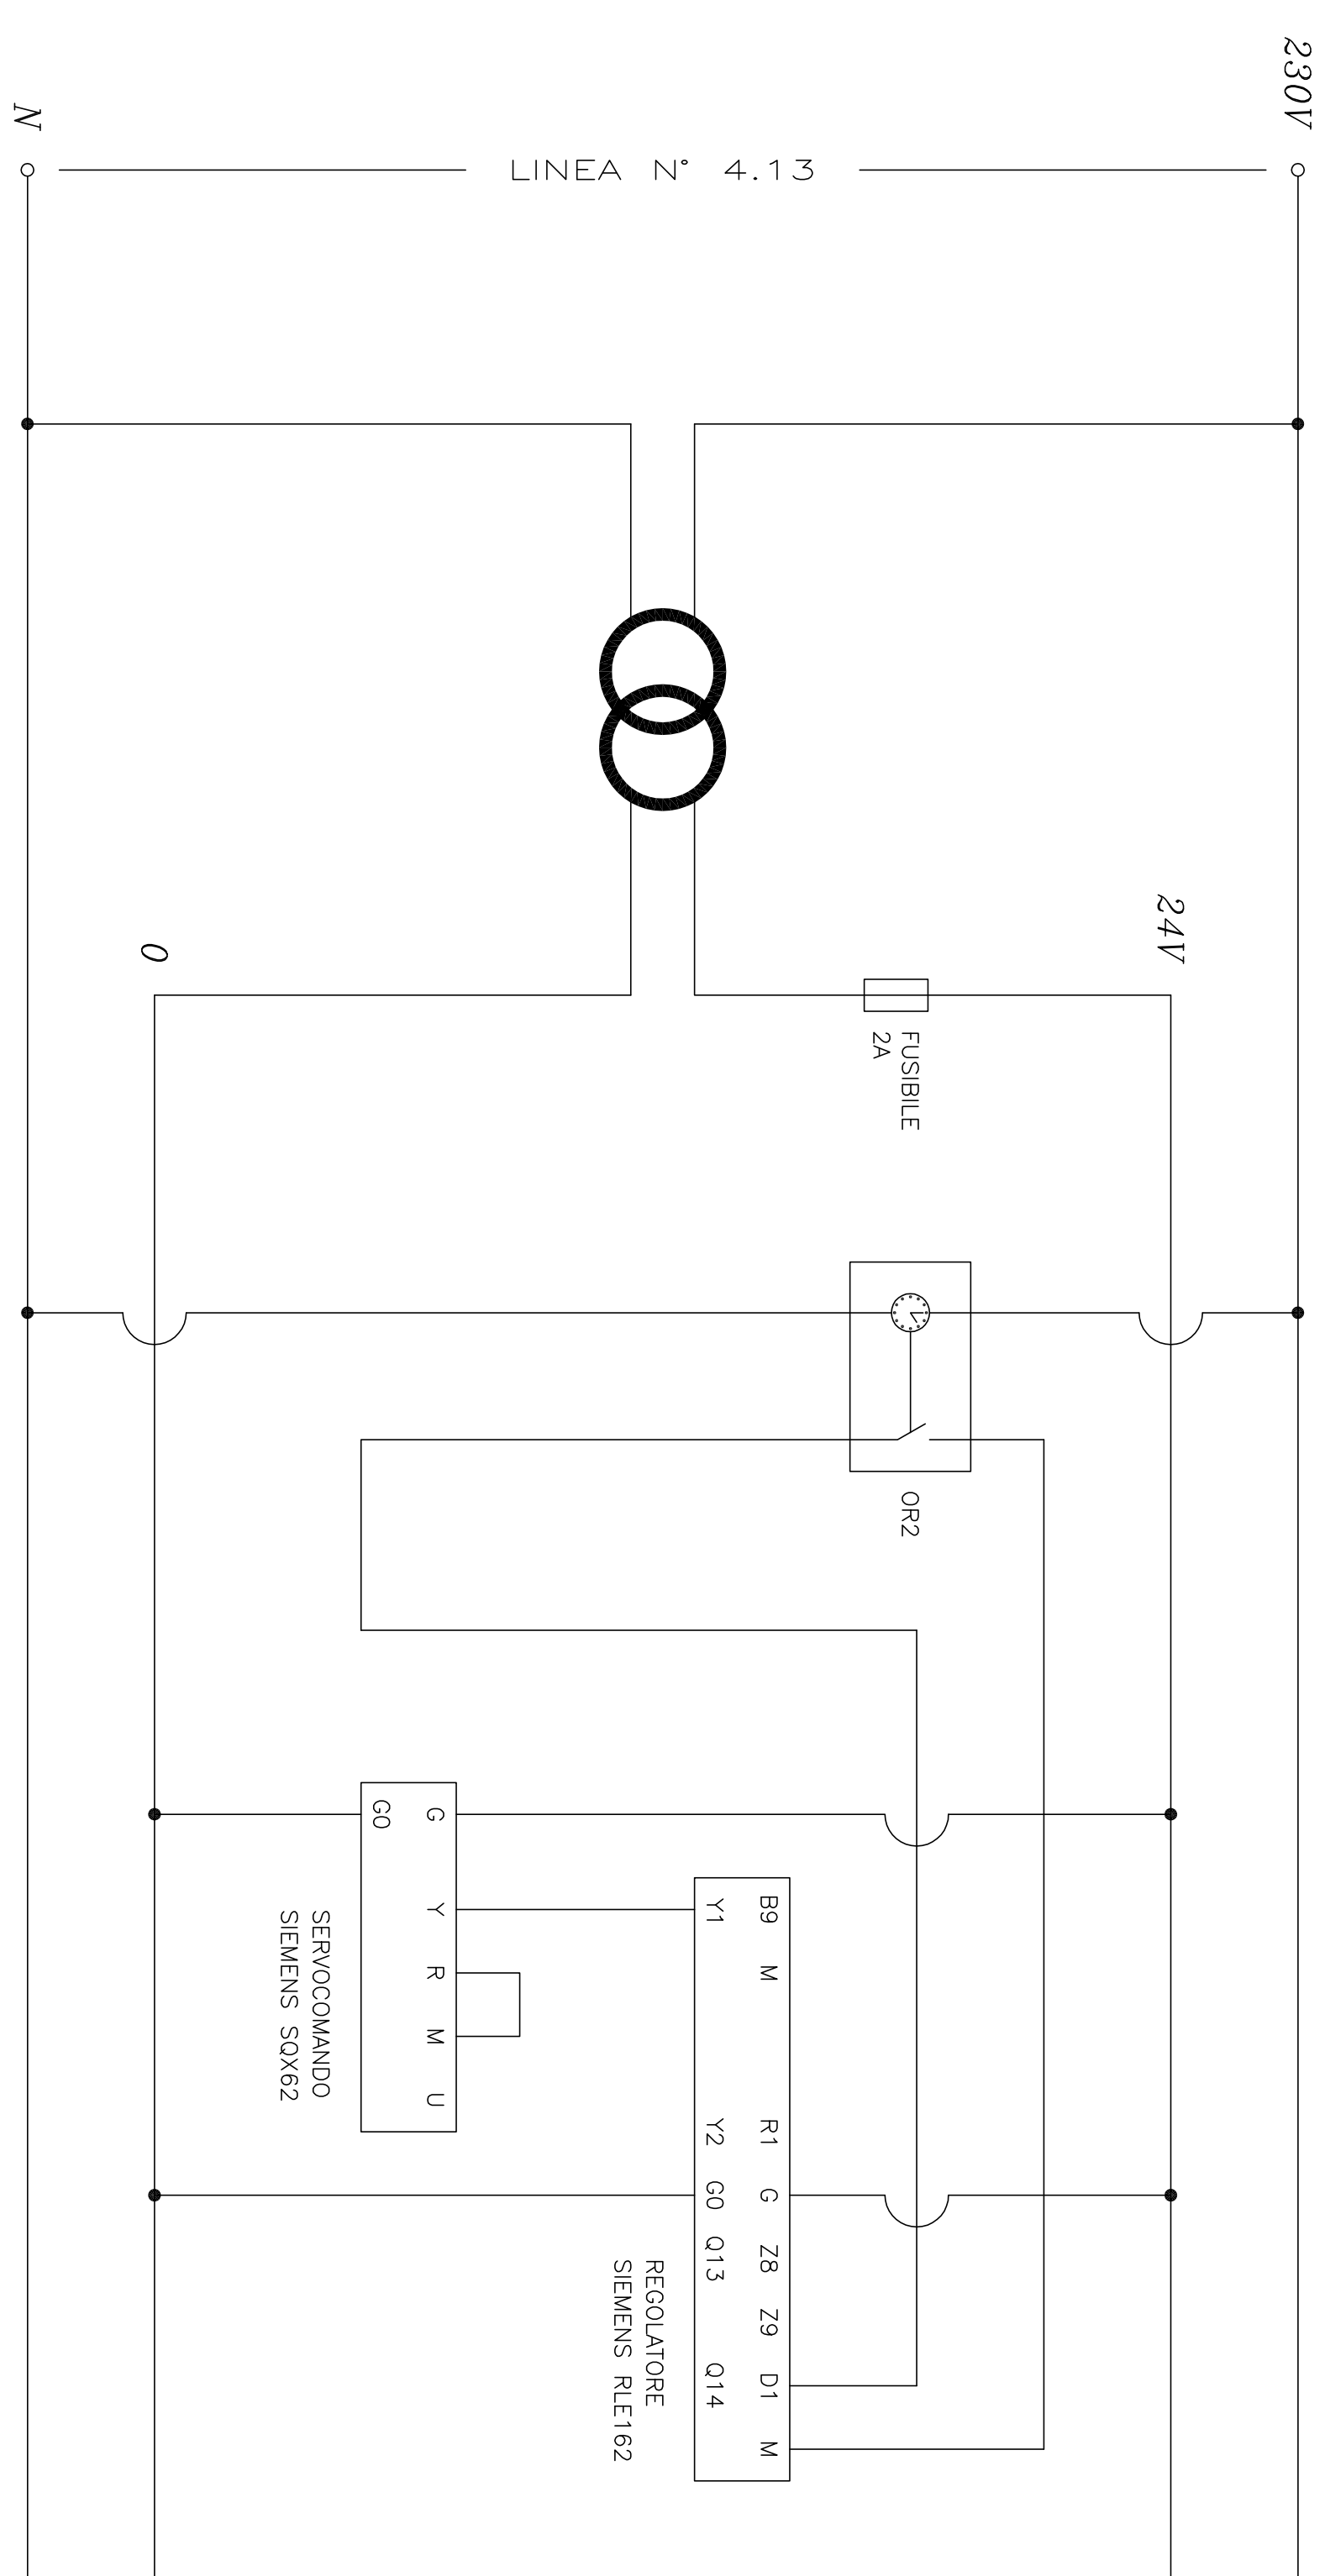 230V
N
LINEA N° 4.13
24V
0
FUSIBILE
2A
OR2
G0
G
Y
R
M
U
SERVOCOMANDO
SIEMENS SQX62
B9
M
R1
G
Z8
Z9
D1
M
Y1
Y2
G0
Q13
Q14
REGOLATORE
SIEMENS RLE162